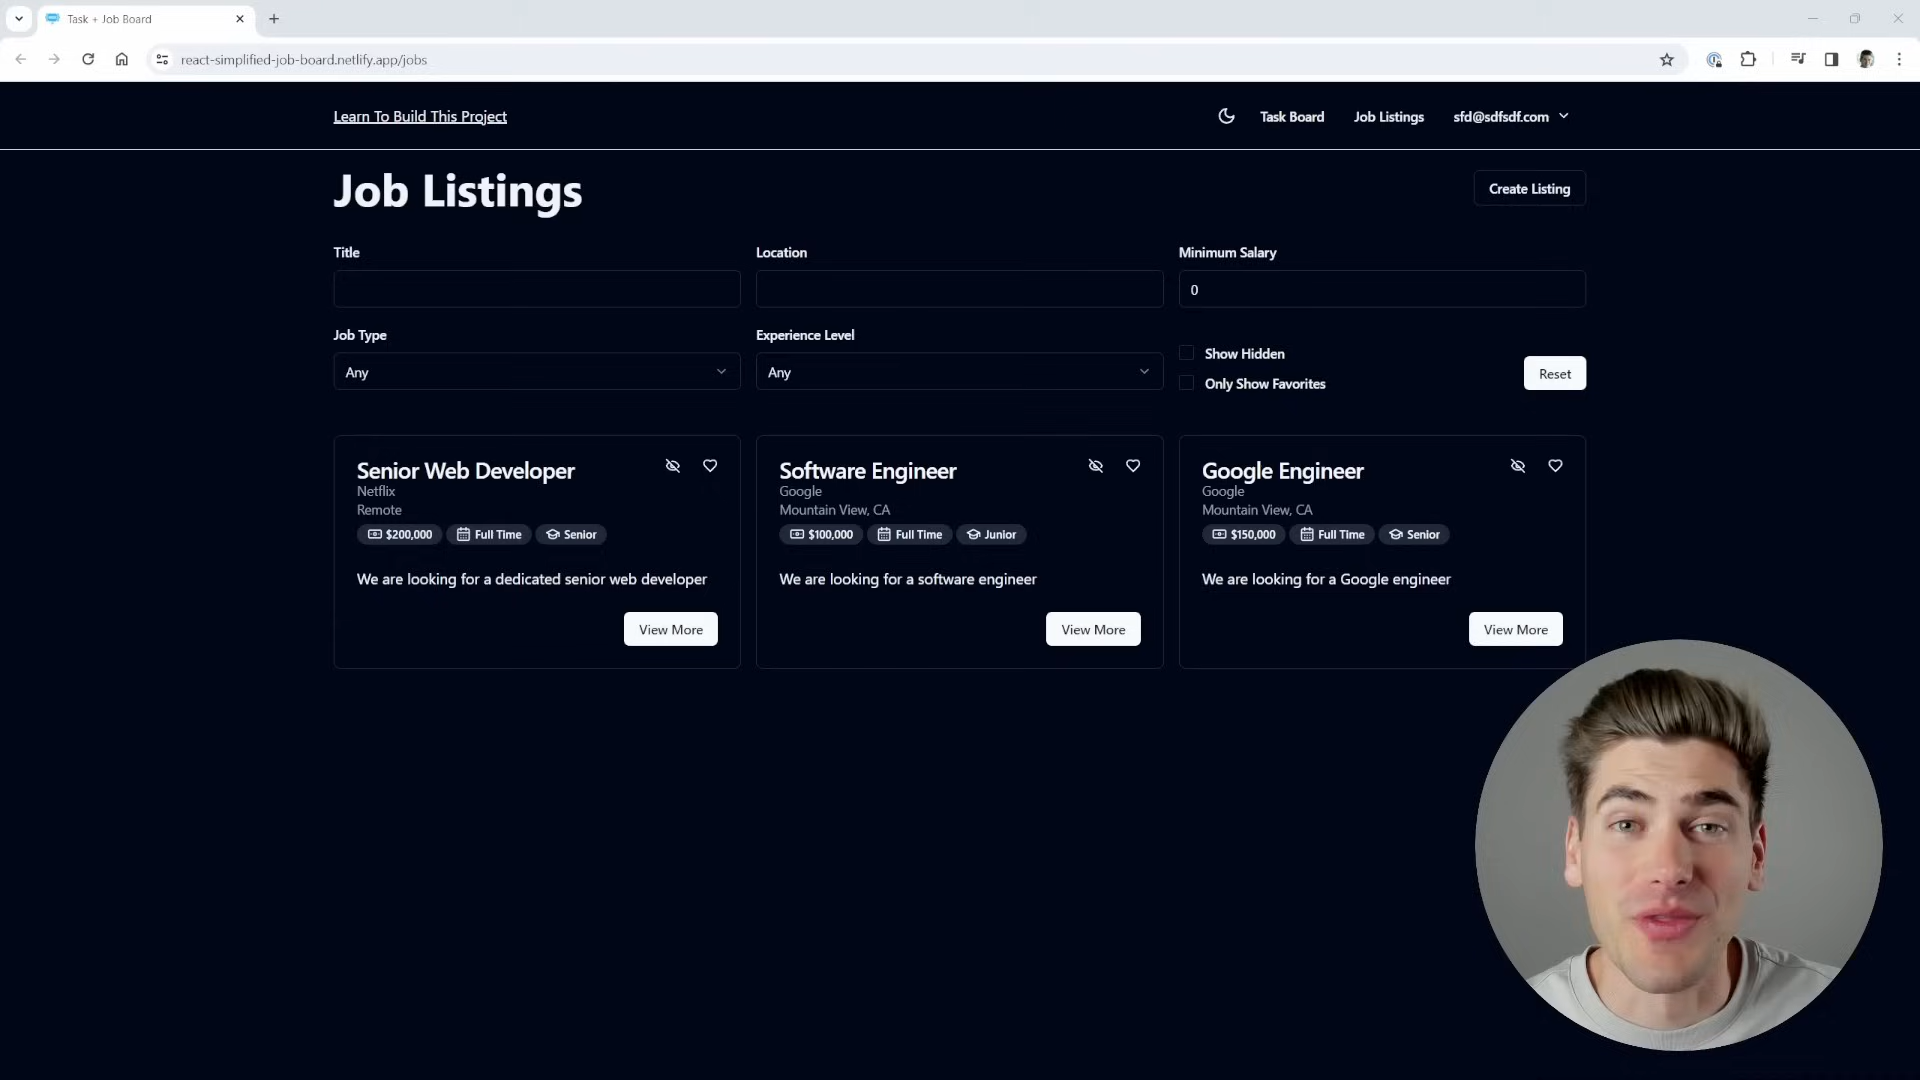 Task + Job Board
react-simplified-job-board.netlify.app/jobs
Learn To Build This Project
Task Board
Job Listings
sfd@sdfsdf.com
Job Listings
Create Listing
Title
Location
Minimum Salary
0
Job Type
Experience Level
Any
Any
Show Hidden
Only Show Favorites
Reset
Senior Web Developer
Netflix
Remote
$200,000 Full Time Senior
We are looking for a dedicated senior web developer
View More
Software Engineer
Google
Mountain View, CA
$100,000 Full Time Junior
We are looking for a software engineer
View More
Google Engineer
Google
Mountain View, CA
$150,000 Full Time Senior
We are looking for a Google engineer
View More